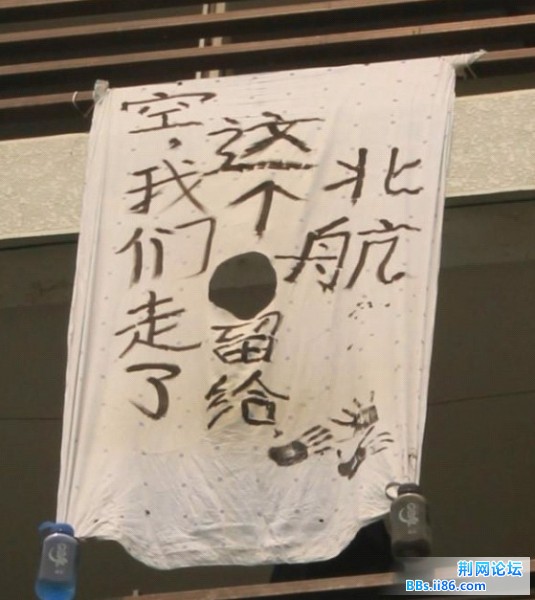 北航
这个留给
空，我们走了
荆网论坛
BBs.ii86.com